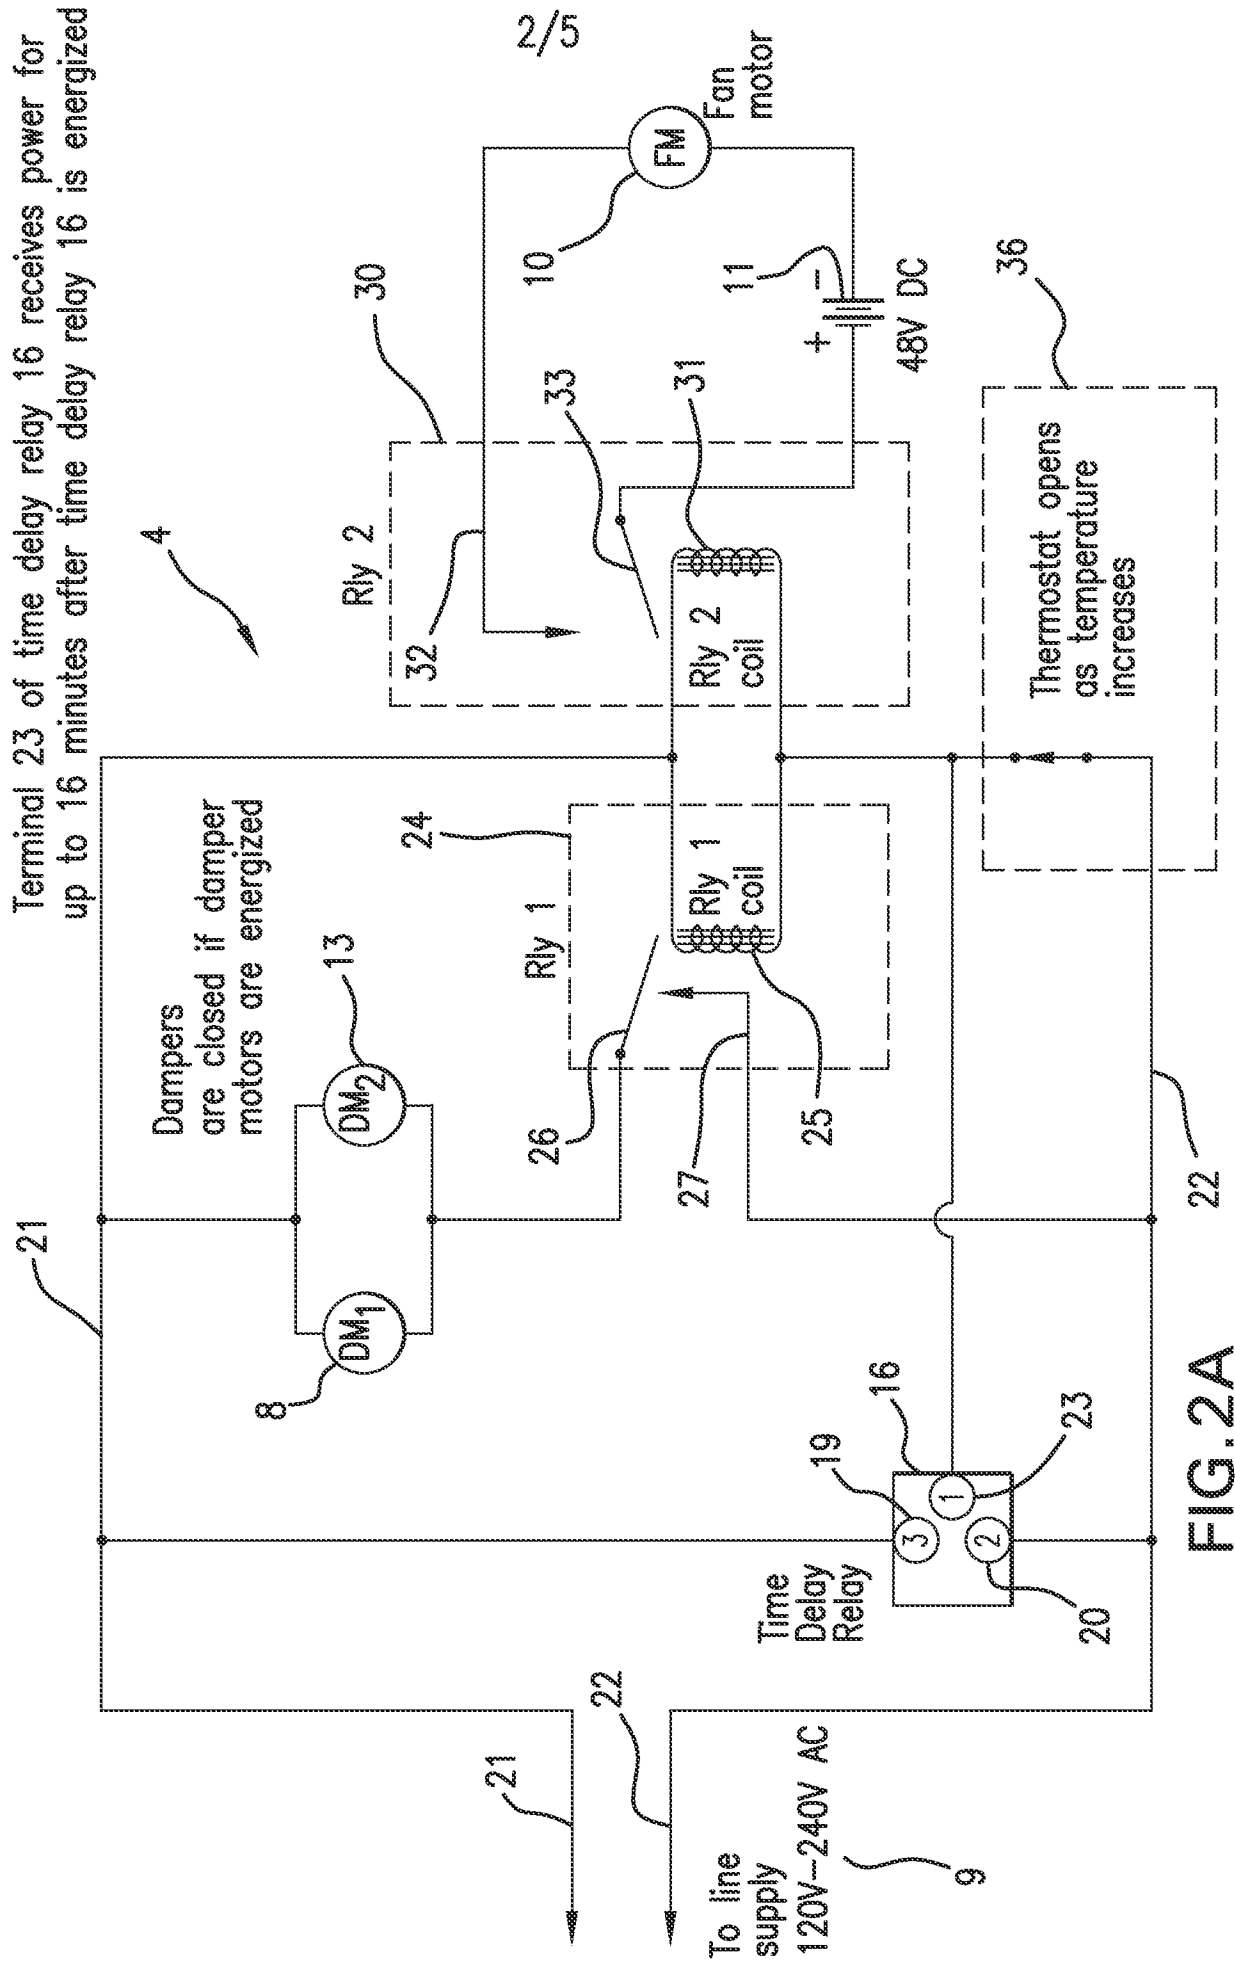 2/5
Terminal 23 of time delay relay 16 receives power for
up to 16 minutes after time delay relay 16 is energized
4
21
Dampers
are closed if damper
motors are energized
8
DM1
DM2
13
Rly 1
24
26
27
25
Rly 1
coil
Rly 2
30
32
33
31
Rly 2
coil
10
FM
Fan
motor
11
+
-
48V DC
36
Thermostat opens
as temperature
increases
Time
Delay
Relay
19
16
3
1
2
23
20
22
21
22
To line
supply
120V-240V AC
9
FIG.2A